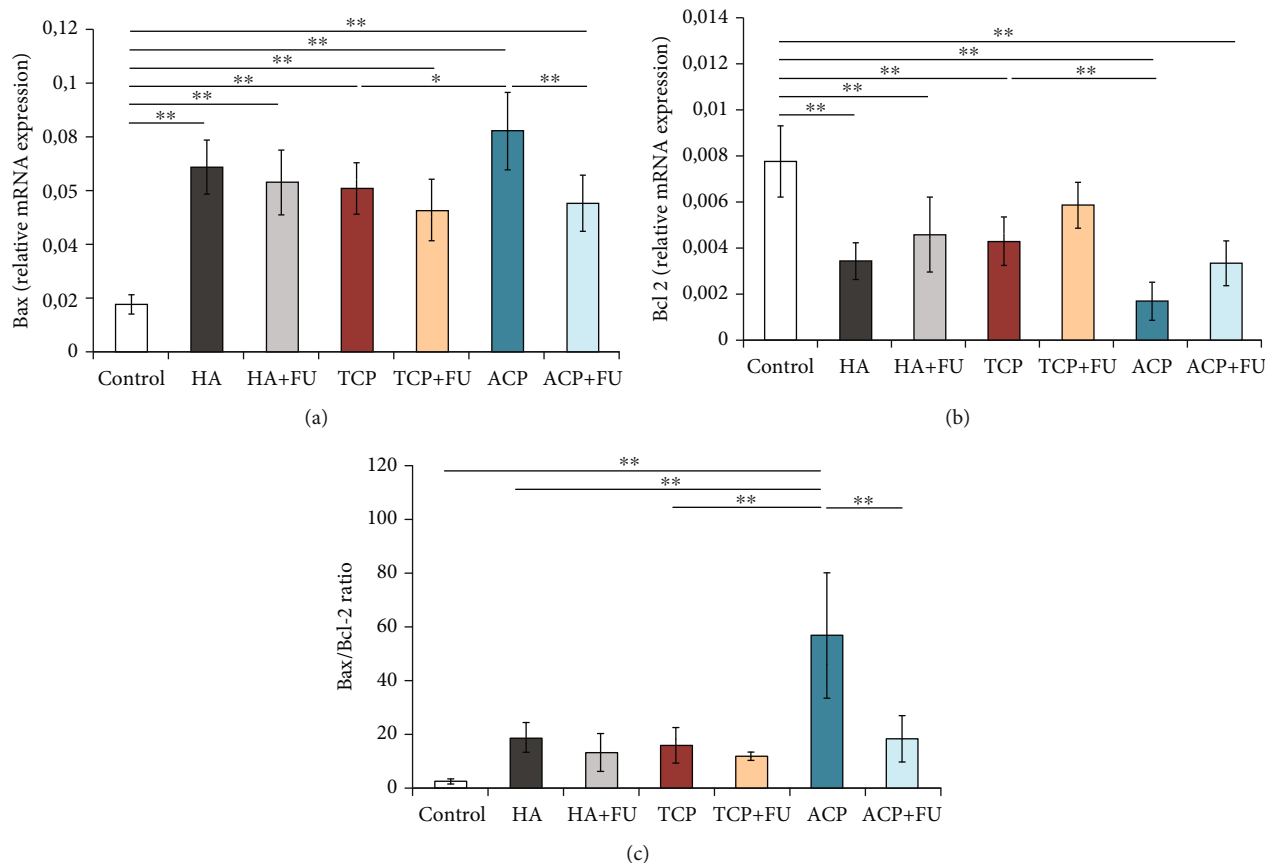 Bax (relative mRNA expression)
0,12
0,1
0,08
0,05
0,04
0,02
0
** ** ** ** ** ** * **
Control HA HA+FU TCP TCP+FU ACP ACP+FU
(a)
Bcl 2 (relative mRNA expression)
0,014
0,012
0,01
0,008
0,006
0,004
0,002
0
** ** ** ** ** **
Control HA HA+FU TCP TCP+FU ACP ACP+FU
(b)
Bax/Bcl-2 ratio
120
100
80
60
40
20
0
** ** ** **
Control HA HA+FU TCP TCP+FU ACP ACP+FU
(c)